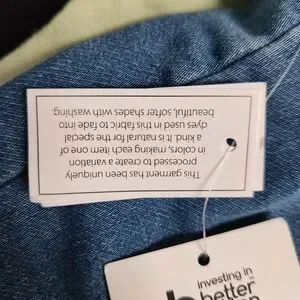 This garment has been uniquely
processed to create a variation
in colors, making each item one of
a kind. It is natural for the special
dyes used in this fabric to fade into
beautiful, softer shades with washing.
investing in
better